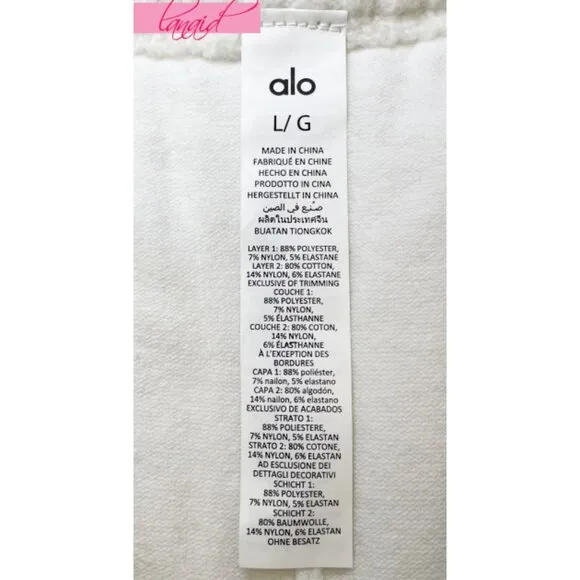 lanaid
alo
L/ G
MADE IN CHINA
FABRIQUÉ EN CHINE
HECHO EN CHINA
PRODOTTO IN CINA
HERGESTELLT IN CHINA
صنع في الصين
ผลิตในประเทศจีน
BUATAN TIONGKOK
LAYER 1: 88% POLYESTER,
7% NYLON, 5% ELASTANE
LAYER 2: 80% COTTON,
14% NYLON, 6% ELASTANE
EXCLUSIVE OF TRIMMING
COUCHE 1:
88% POLYESTER,
7% NYLON,
5% ÉLASTHANNE
COUCHE 2: 80% COTON,
14% NYLON,
6% ÉLASTHANNE
À L'EXCEPTION DES
BORDURES
CAPA 1: 88% poliéster,
7% nailon, 5% elastano
CAPA 2: 80% algodón,
14% nailon, 6% elastano
EXCLUSIVO DE ACABADOS
STRATO 1:
88% POLIESTERE,
7% NYLON, 5% ELASTAN
STRATO 2: 80% COTONE,
14% NYLON, 6% ELASTAN
AD ESCLUSIONE DEI
DETTAGLI DECORATIVI
SCHICHT 1:
88% POLYESTER,
7% NYLON, 5% ELASTAN
SCHICHT 2:
80% BAUMWOLLE,
14% NYLON, 6% ELASTAN
OHNE BESATZ